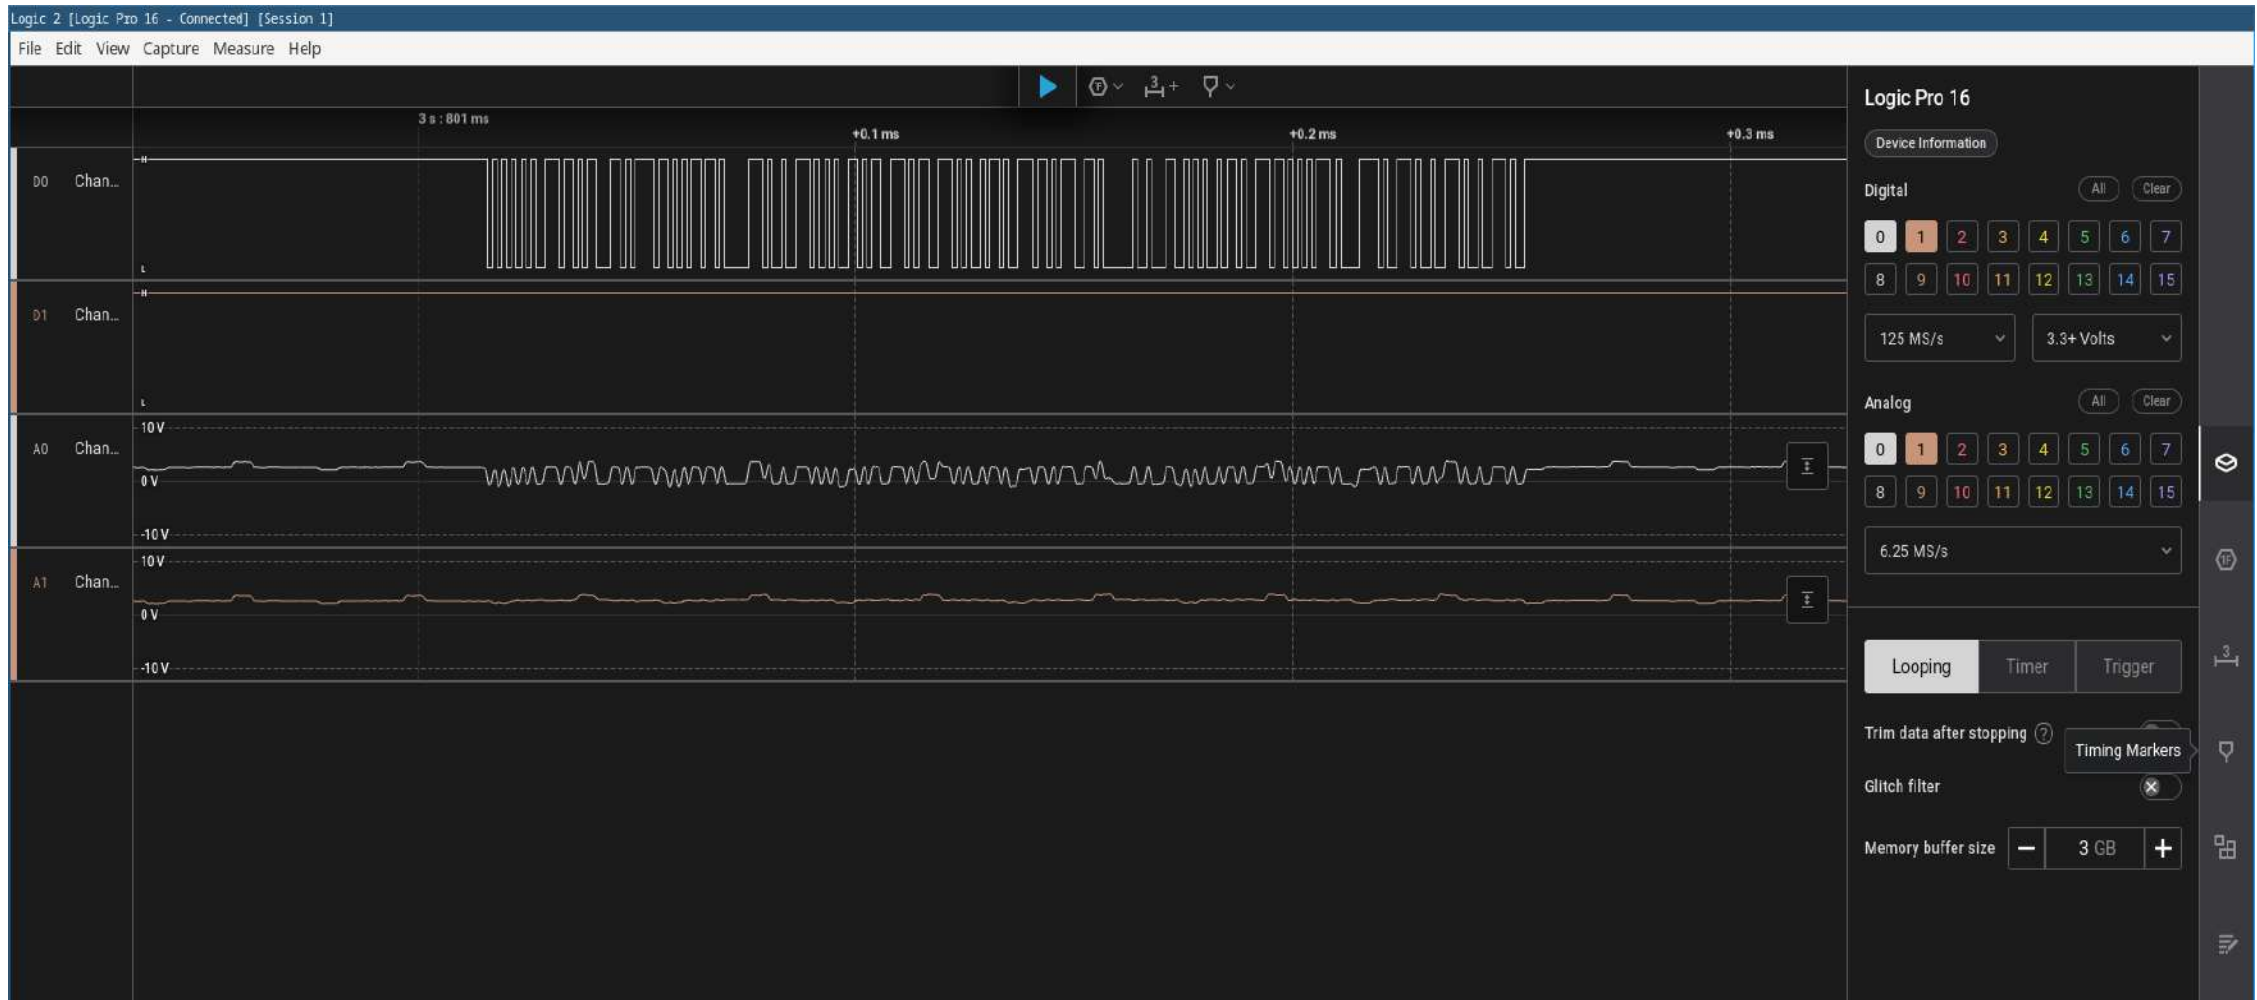 Logic 2 [Logic Pro 16 - Connected] [Session 1]
File Edit View Capture Measure Help
3 s : 801 ms
+0.1 ms +0.2 ms +0.3 ms
D0 Chan...
H
L
D1 Chan...
H
L
A0 Chan...
10 V
0 V
-10 V
A1 Chan...
10 V
0 V
-10 V
Logic Pro 16
Device Information
Digital All Clear
0 1 2 3 4 5 6 7
8 9 10 11 12 13 14 15
125 MS/s 3.3+ Volts
Analog All Clear
0 1 2 3 4 5 6 7
8 9 10 11 12 13 14 15
6.25 MS/s
Looping Timer Trigger
Trim data after stopping ?
Timing Markers
Glitch filter
Memory buffer size − 3 GB +